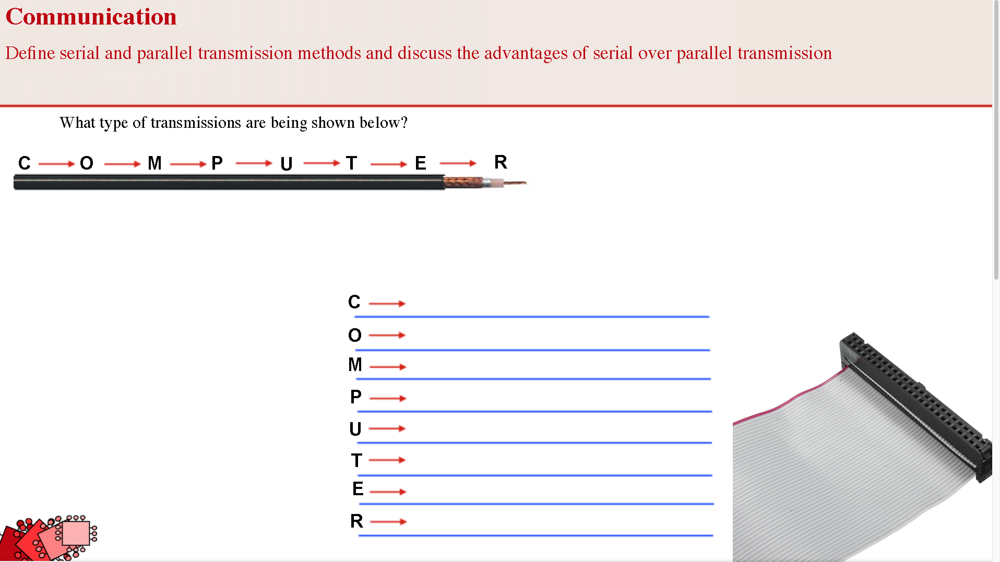 Communication
Define serial and parallel transmission methods and discuss the advantages of serial over parallel transmission
What type of transmissions are being shown below?
C O M P U T E R
C
O
M
P
U
T
E
R